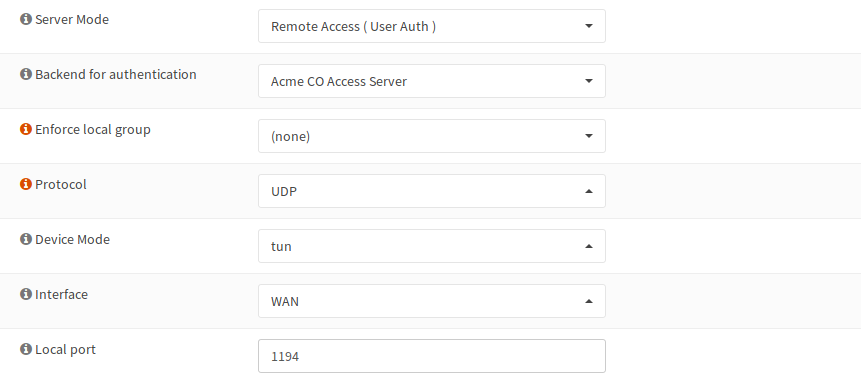 Server Mode
Remote Access ( User Auth )
Backend for authentication
Acme CO Access Server
Enforce local group
(none)
Protocol
UDP
Device Mode
tun
Interface
WAN
Local port
1194